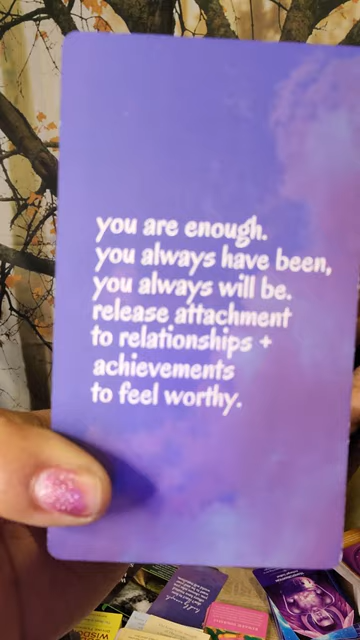 you are enough.
you always have been,
you always will be.
release attachment
to relationships +
achievements
to feel worthy.
WISDOM